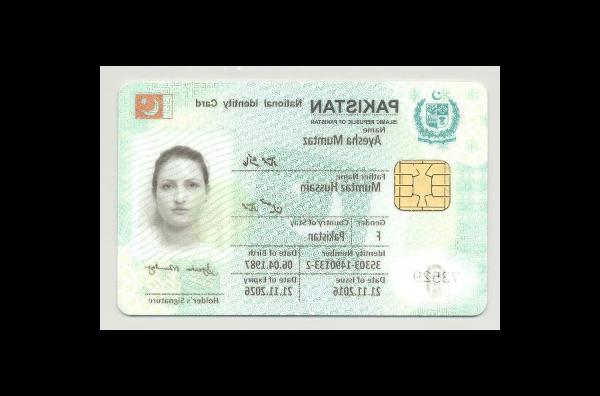 PAKISTAN National Identity Card
ISLAMIC REPUBLIC OF PAKISTAN
Name
Ayesha Mumtaz
Father Name
Mumtaz Hussain
Gender Country of Stay
F Pakistan
Identity Number Date of Birth
35303-1490133-2 06.04.1987
Date of Issue Date of Expiry
21.11.2016 21.11.2026
Holder's Signature